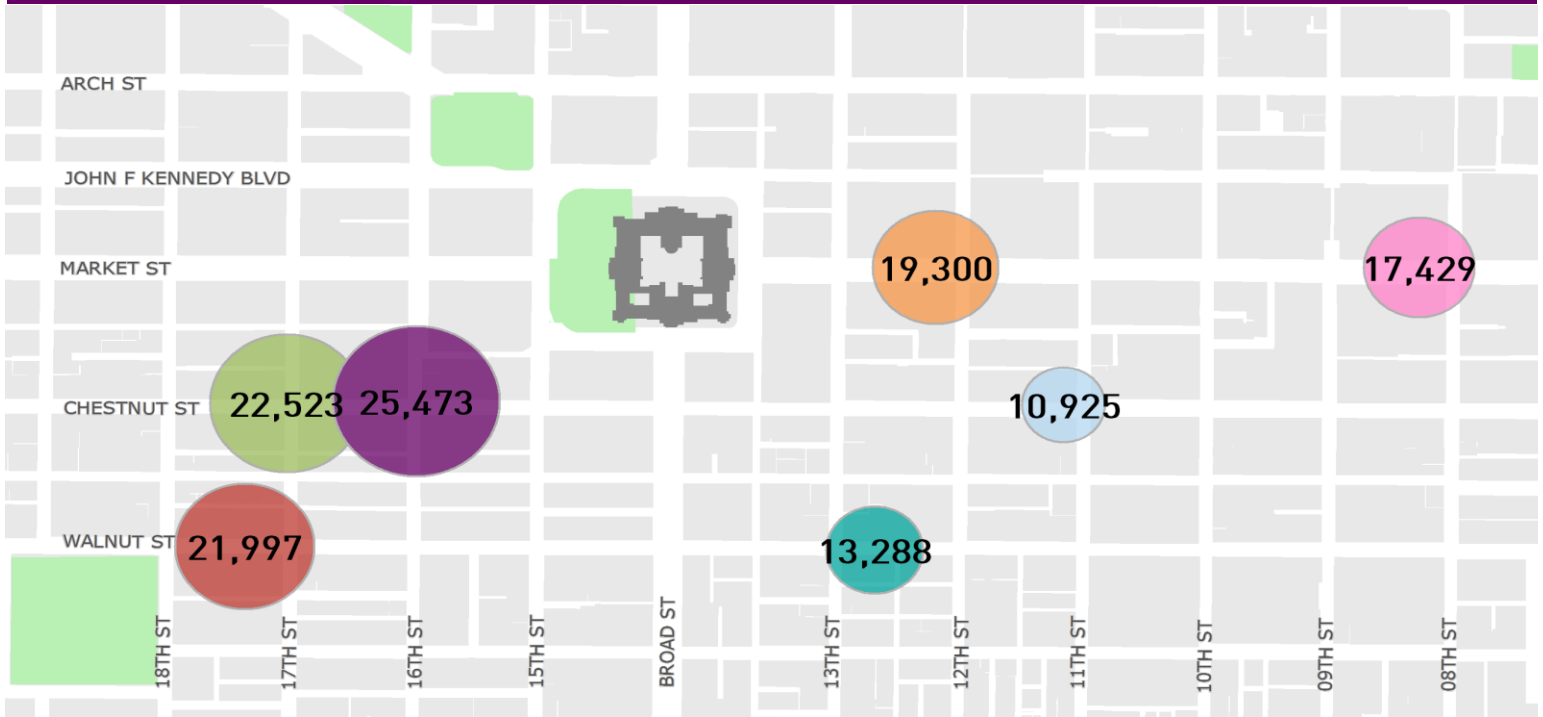 ARCH ST
JOHN F KENNEDY BLVD
MARKET ST
19,300
17,429
CHESTNUT ST
22,523
25,473
10,925
WALNUT ST
21,997
13,288
18TH ST
17TH ST
16TH ST
15TH ST
BROAD ST
13TH ST
12TH ST
11TH ST
10TH ST
09TH ST
08TH ST